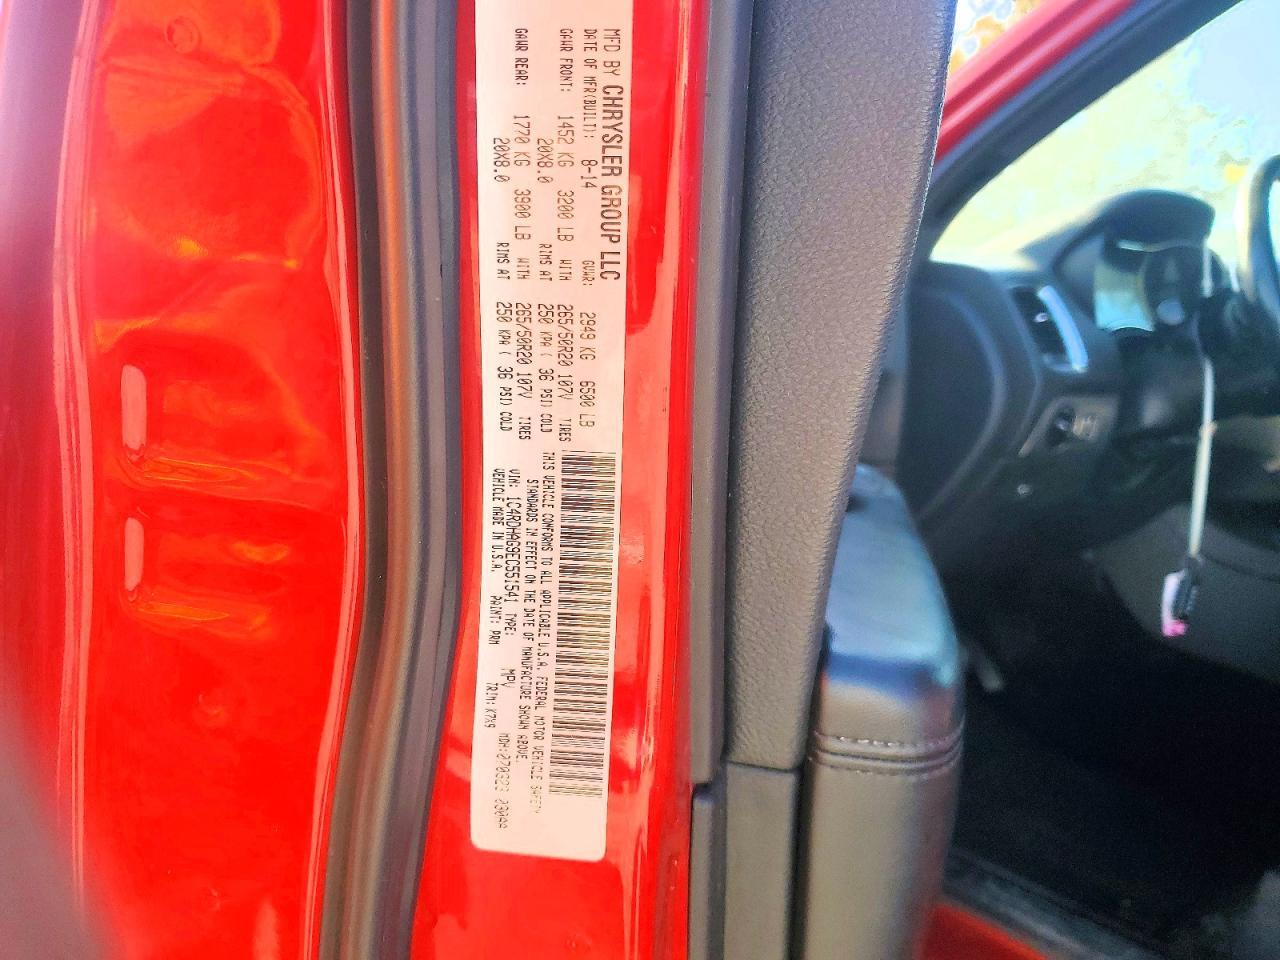 MFD BY CHRYSLER GROUP LLC
DATE OF MFR(BUILT): 8-14 GVWR: 2949 KG 6500 LB
GAWR FRONT: 1452 KG 3200 LB WITH 265/50R20 107V TIRES
20X8.0 RIMS AT 250 KPA ( 36 PSI) COLD
GAWR REAR: 1770 KG 3900 LB WITH 265/50R20 107V TIRES
20X8.0 RIMS AT 250 KPA ( 36 PSI) COLD
THIS VEHICLE CONFORMS TO ALL APPLICABLE U.S.A. FEDERAL MOTOR VEHICLE SAFETY
STANDARDS IN EFFECT ON THE DATE OF MANUFACTURE SHOWN ABOVE.
VIN: 1C4RDHAG9EC551541 TYPE: MPV MDH:
VEHICLE MADE IN U.S.A. PAINT: PRM TRIM: K7X9